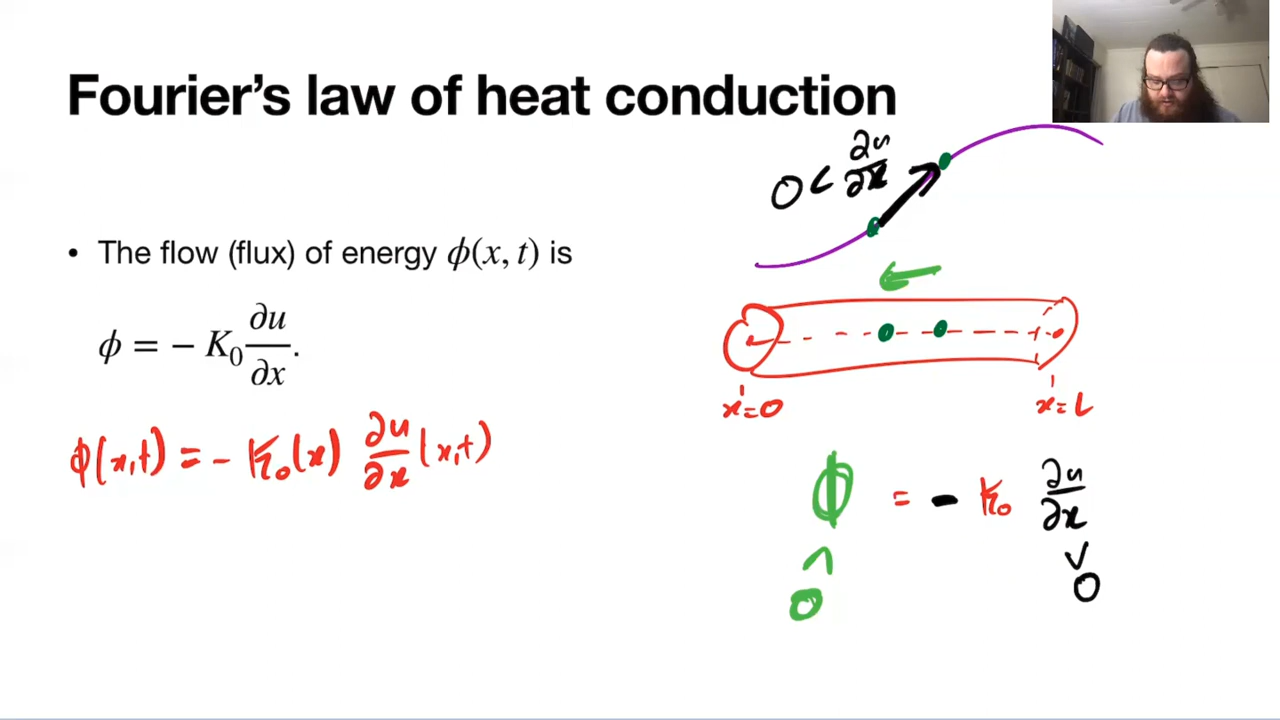 Fourier’s law of heat conduction
0 < ∂u/∂x
• The flow (flux) of energy ϕ(x, t) is
ϕ = − K₀ ∂u/∂x.
x=0
x=L
ϕ(x,t) = - K₀(x) ∂u/∂x (x,t)
ϕ = - K₀ ∂u/∂x
^ v
0 0